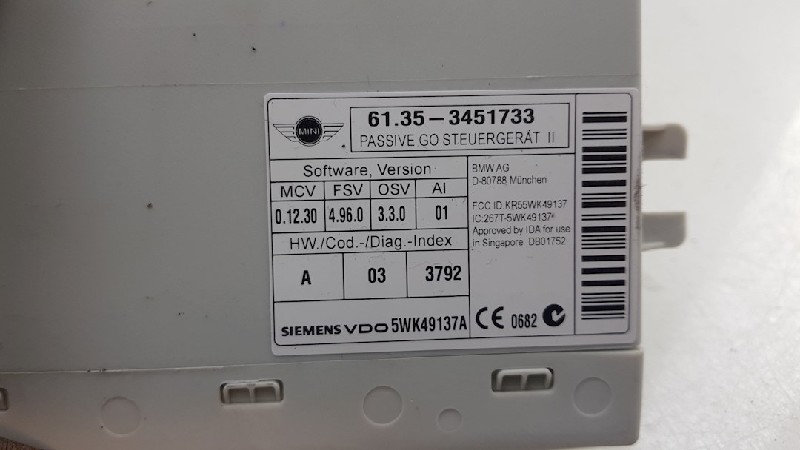 MINI
61.35-3451733
PASSIVE GO STEUERGERÄT II
Software, Version
MCV FSV OSV AI
0.12.30 4.96.0 3.3.0 01
HW./Cod.-/Diag.-Index
A 03 3792
SIEMENS VDO 5WK49137A
BMW AG
D-80788 München
FCC ID: KR55WK49137
IC:267T-5WK49137*
Approved by IDA for use
in Singapore DB01752
CE 0682